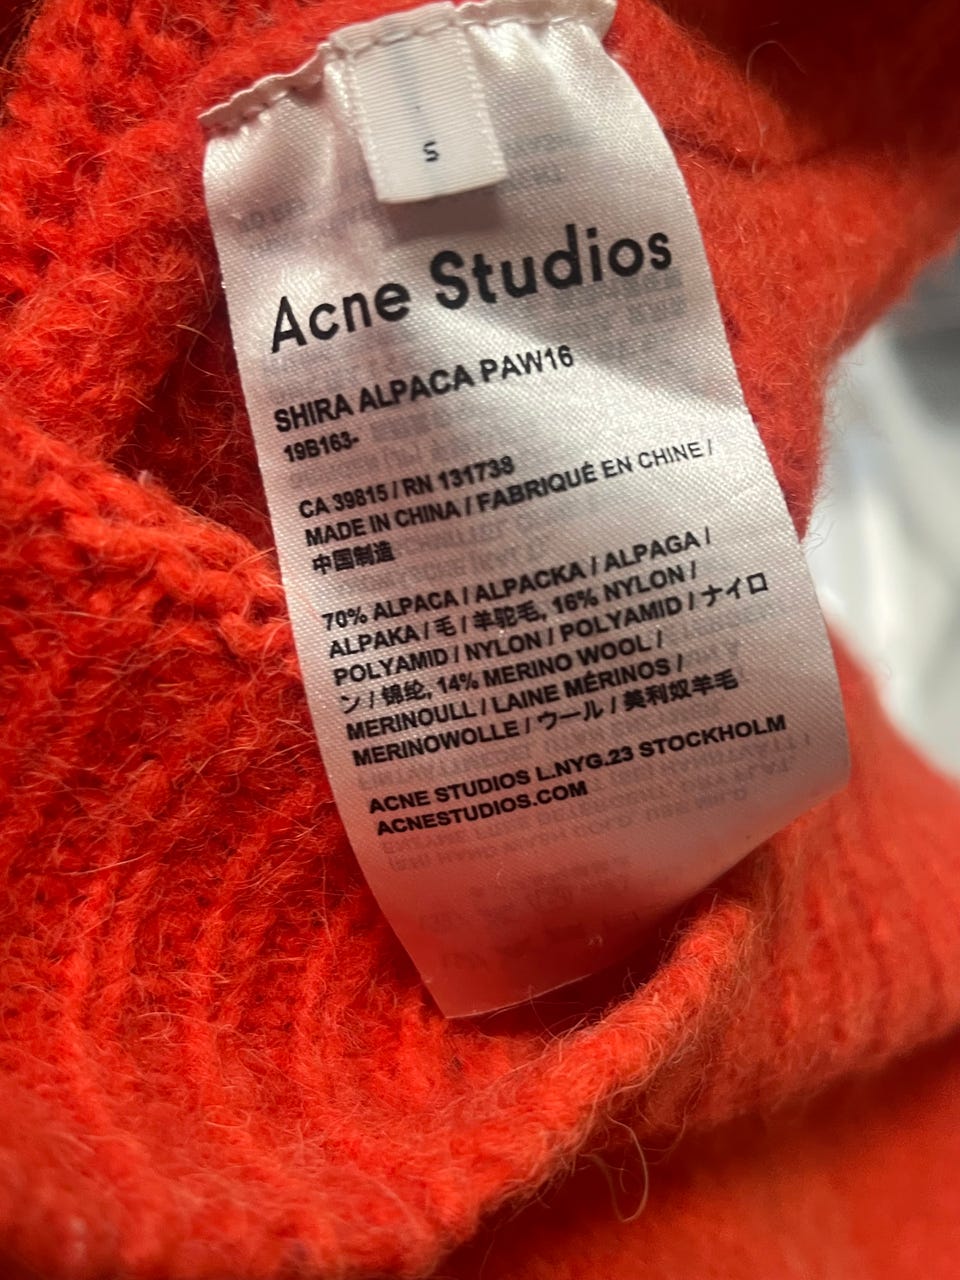 S
Acne Studios
SHIRA ALPACA PAW16
19B163-
CA 39815 / RN 131738
MADE IN CHINA / FABRIQUÉ EN CHINE /
中国制造
70% ALPACA / ALPACKA / ALPAGA /
ALPAKA / 毛 / 羊驼毛, 16% NYLON /
POLYAMID / NYLON / POLYAMID / ナイロ
ン / 锦纶, 14% MERINO WOOL /
MERINOULL / LAINE MÉRINOS /
MERINOWOLLE / ウール / 美利奴羊毛
ACNE STUDIOS L.NYG.23 STOCKHOLM
ACNESTUDIOS.COM